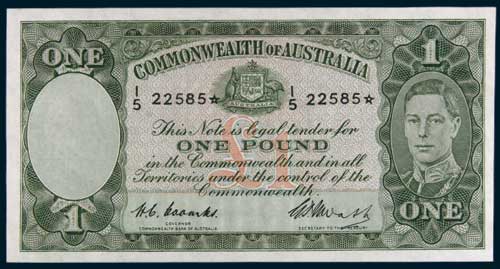 ONE
COMMONWEALTH OF AUSTRALIA
1
I/5 22585☆
I/5 22585☆
AUSTRALIA
This Note is legal tender for
ONE POUND
in the Commonwealth and in all
Territories under the control of the
Commonwealth.
£1
1
GOVERNOR
COMMONWEALTH BANK OF AUSTRALIA
SECRETARY TO THE TREASURY
ONE